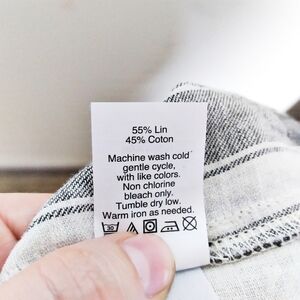 55% Lin
45% Coton
Machine wash cold
gentle cycle,
with like colors.
Non chlorine
bleach only.
Tumble dry low.
Warm iron as needed.